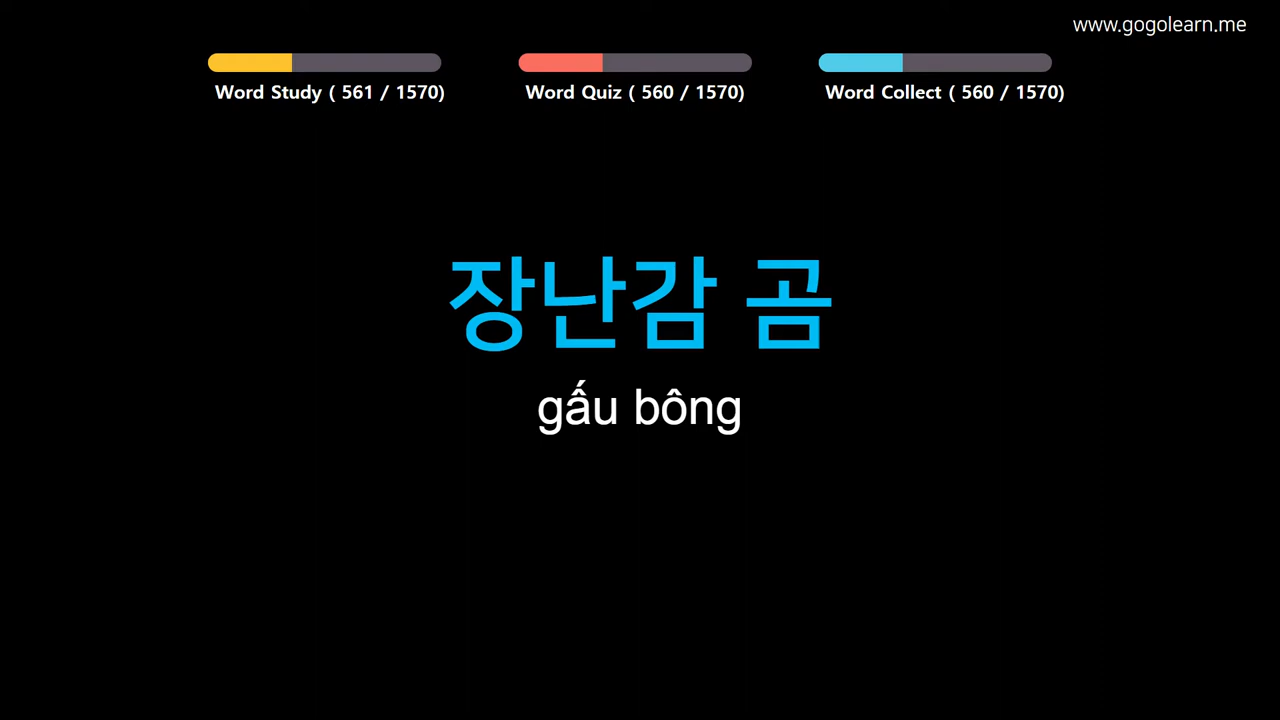 www.gogolearn.me
Word Study ( 561 / 1570)
Word Quiz ( 560 / 1570)
Word Collect ( 560 / 1570)
장난감 곰
gấu bông